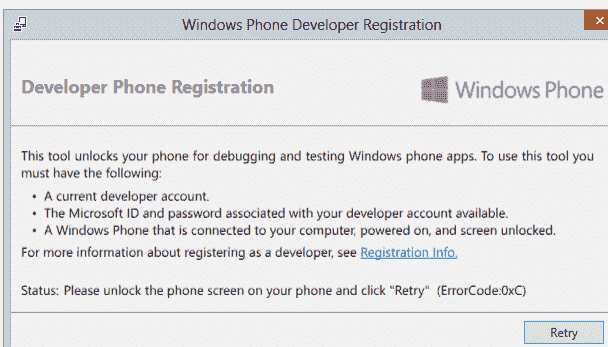 Windows Phone Developer Registration
Developer Phone Registration
Windows Phone
This tool unlocks your phone for debugging and testing Windows phone apps. To use this tool you
must have the following:
• A current developer account.
• The Microsoft ID and password associated with your developer account available.
• A Windows Phone that is connected to your computer, powered on, and screen unlocked.
For more information about registering as a developer, see Registration Info.
Status: Please unlock the phone screen on your phone and click "Retry" (ErrorCode:0xC)
Retry